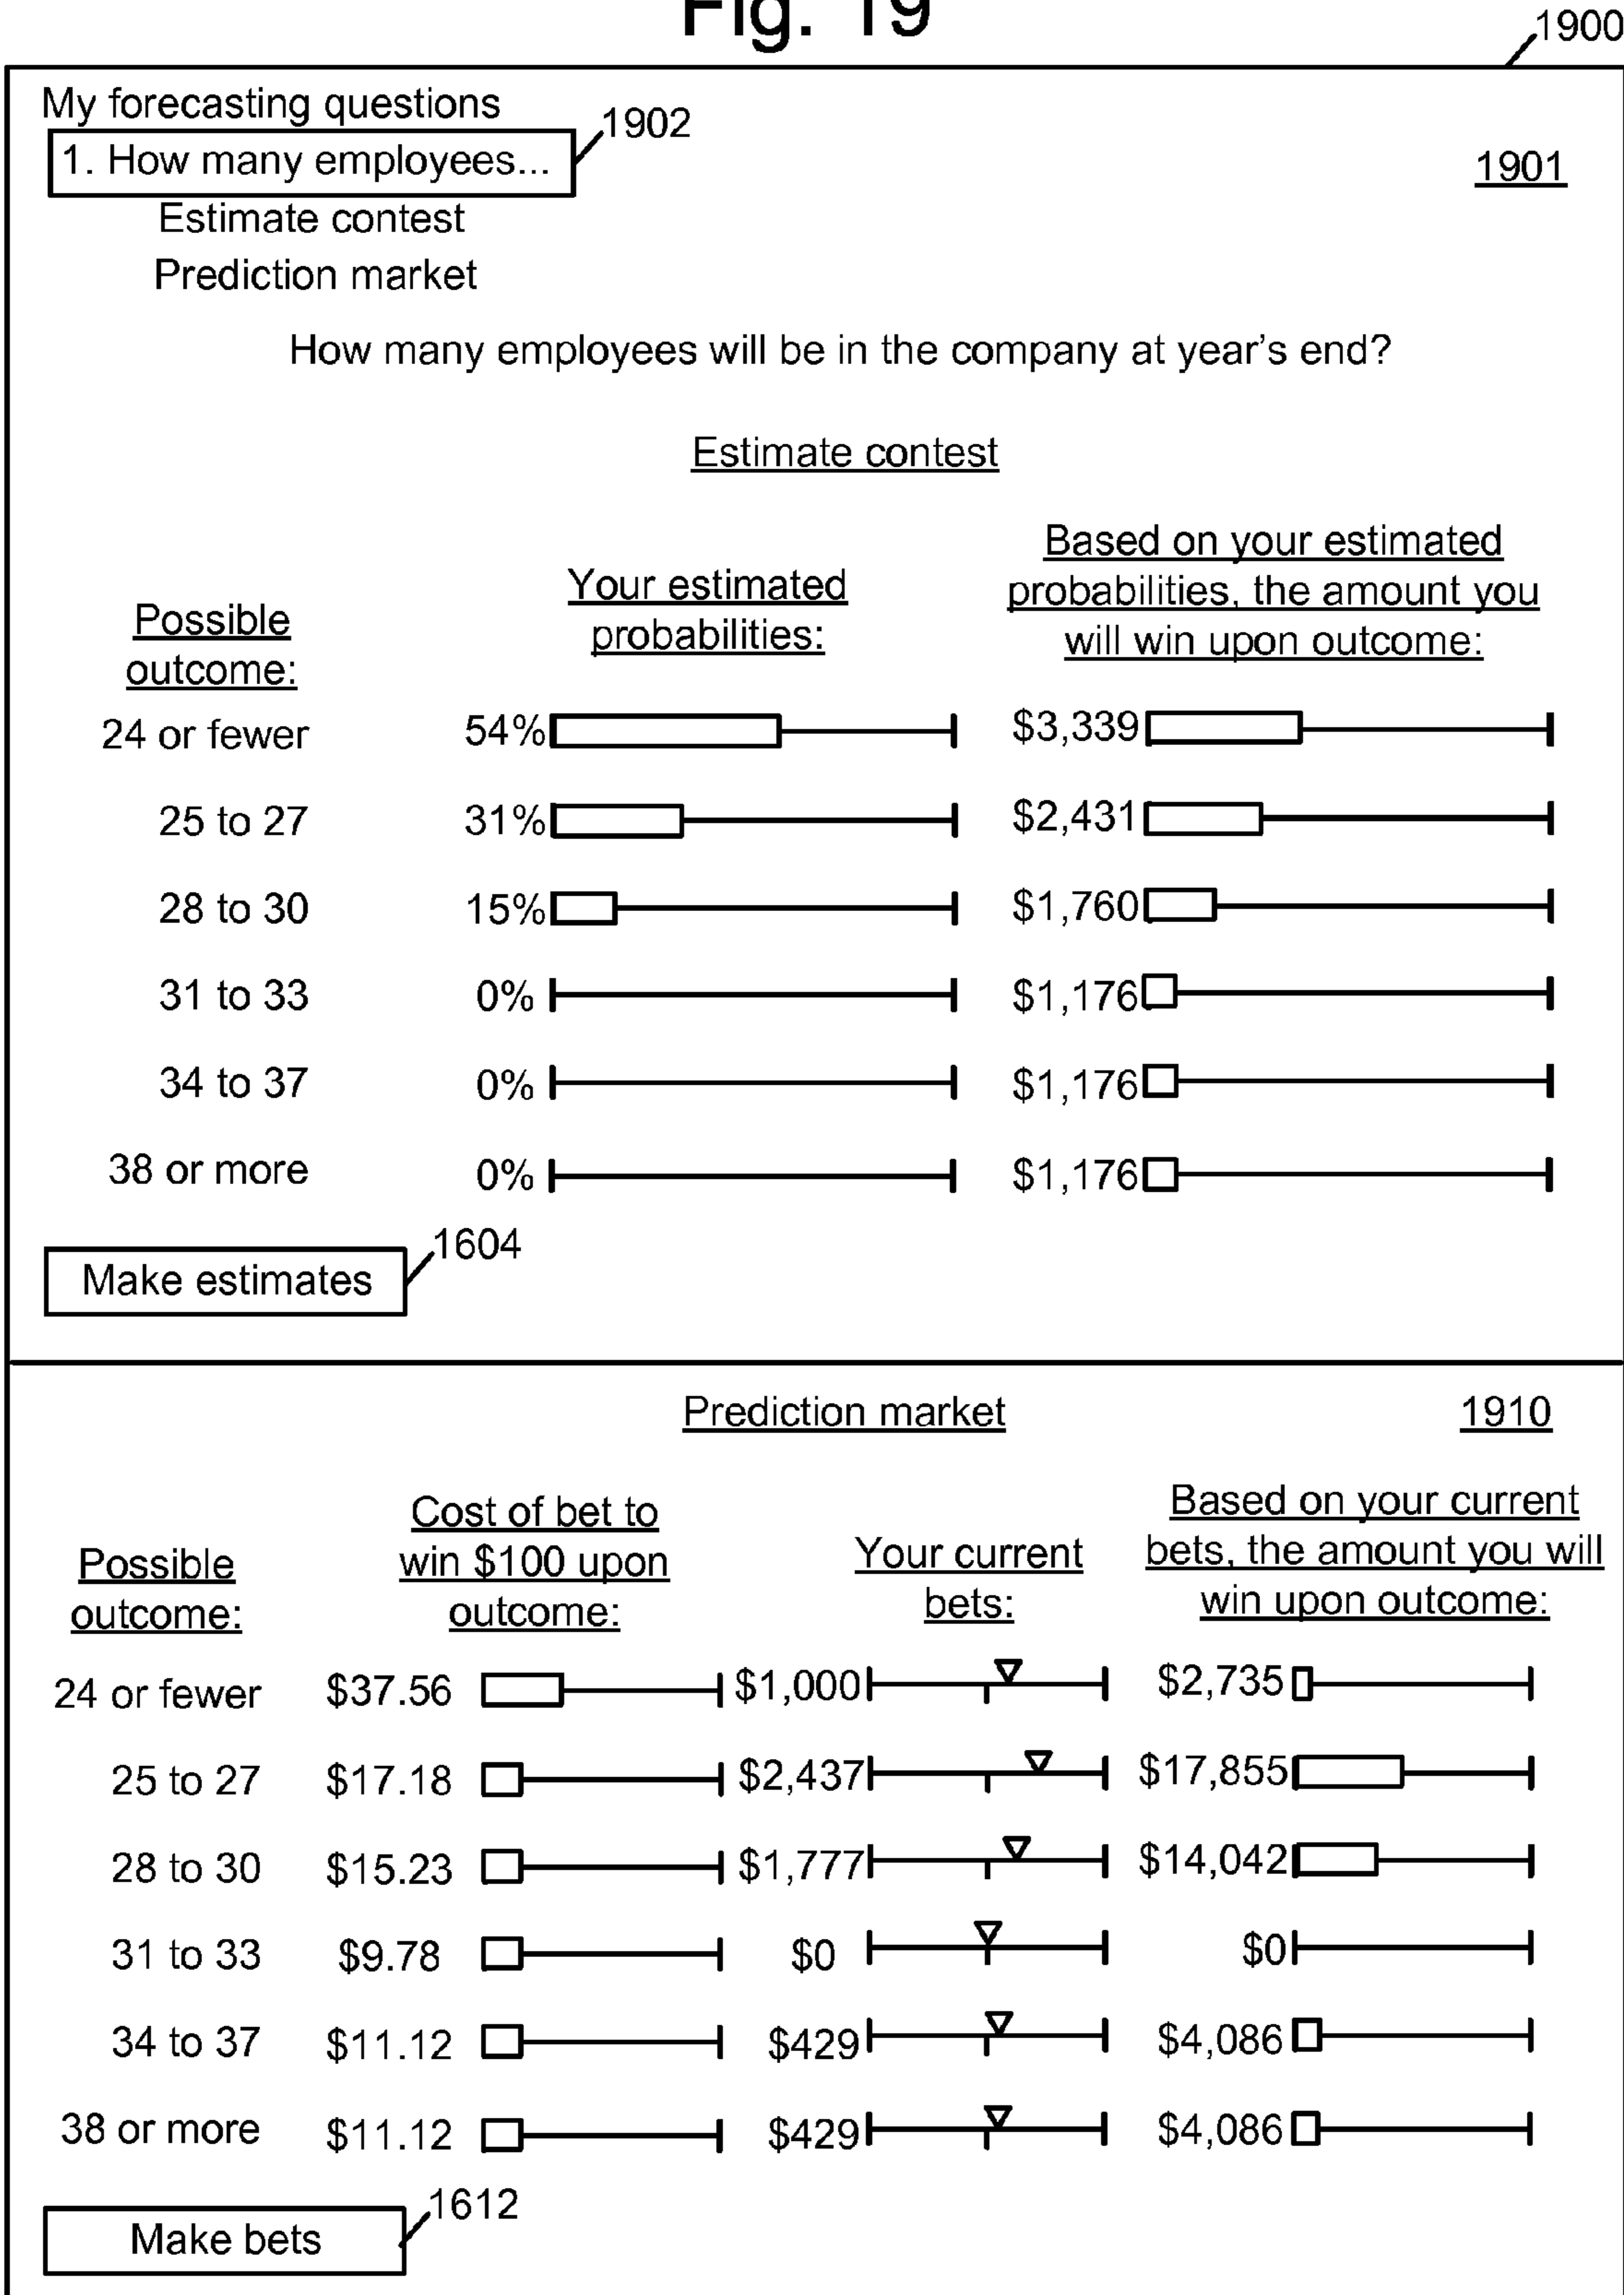 Fig. 19
1900
My forecasting questions
1902
1. How many employees...
1901
Estimate contest
Prediction market
How many employees will be in the company at year's end?
Estimate contest
Possible outcome:
Your estimated probabilities:
Based on your estimated probabilities, the amount you will win upon outcome:
24 or fewer 54% $3,339
25 to 27 31% $2,431
28 to 30 15% $1,760
31 to 33 0% $1,176
34 to 37 0% $1,176
38 or more 0% $1,176
1604
Make estimates
Prediction market
1910
Possible outcome:
Cost of bet to win $100 upon outcome:
Your current bets:
Based on your current bets, the amount you will win upon outcome:
24 or fewer $37.56 $1,000 $2,735
25 to 27 $17.18 $2,437 $17,855
28 to 30 $15.23 $1,777 $14,042
31 to 33 $9.78 $0 $0
34 to 37 $11.12 $429 $4,086
38 or more $11.12 $429 $4,086
1612
Make bets